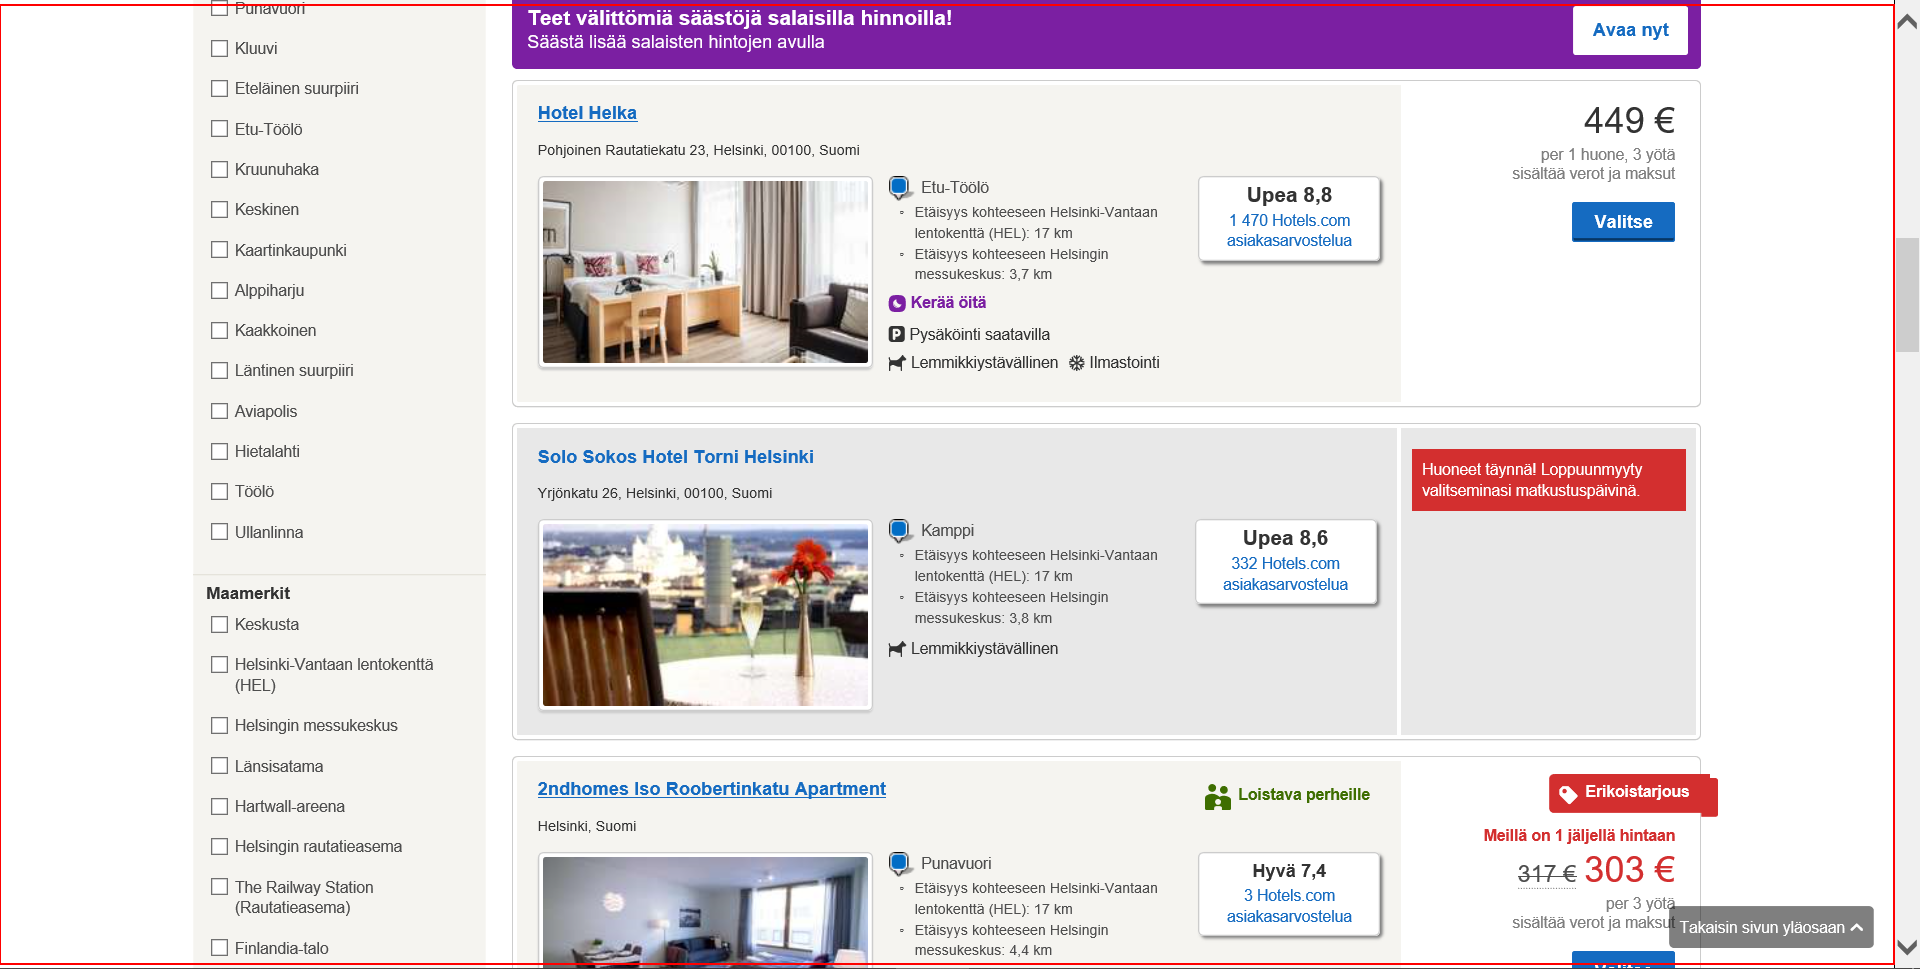 Punavuori
Kluuvi
Eteläinen suurpiiri
Etu-Töölö
Kruunuhaka
Keskinen
Kaartinkaupunki
Alppiharju
Kaakkoinen
Läntinen suurpiiri
Aviapolis
Hietalahti
Töölö
Ullanlinna
Maamerkit
Keskusta
Helsinki-Vantaan lentokenttä
(HEL)
Helsingin messukeskus
Länsisatama
Hartwall-areena
Helsingin rautatieasema
The Railway Station
(Rautatieasema)
Finlandia-talo
Teet välittömiä säästöjä salaisilla hinnoilla!
Säästä lisää salaisten hintojen avulla
Avaa nyt
Hotel Helka
Pohjoinen Rautatiekatu 23, Helsinki, 00100, Suomi
Etu-Töölö
Etäisyys kohteeseen Helsinki-Vantaan
lentokenttä (HEL): 17 km
Etäisyys kohteeseen Helsingin
messukeskus: 3,7 km
Kerää öitä
Pysäköinti saatavilla
Lemmikkiystävällinen Ilmastointi
Upea 8,8
1 470 Hotels.com
asiakasarvostelua
449 €
per 1 huone, 3 yötä
sisältää verot ja maksut
Valitse
Solo Sokos Hotel Torni Helsinki
Yrjönkatu 26, Helsinki, 00100, Suomi
Kamppi
Etäisyys kohteeseen Helsinki-Vantaan
lentokenttä (HEL): 17 km
Etäisyys kohteeseen Helsingin
messukeskus: 3,8 km
Lemmikkiystävällinen
Upea 8,6
332 Hotels.com
asiakasarvostelua
Huoneet täynnä! Loppuunmyyty
valitseminasi matkustuspäivinä.
2ndhomes Iso Roobertinkatu Apartment
Helsinki, Suomi
Loistava perheille
Punavuori
Etäisyys kohteeseen Helsinki-Vantaan
lentokenttä (HEL): 17 km
Etäisyys kohteeseen Helsingin
messukeskus: 4,4 km
Hyvä 7,4
3 Hotels.com
asiakasarvostelua
Erikoistarjous
Meillä on 1 jäljellä hintaan
317 € 303 €
per 3 yötä
sisältää verot ja maksut
Takaisin sivun yläosaan
Valitse